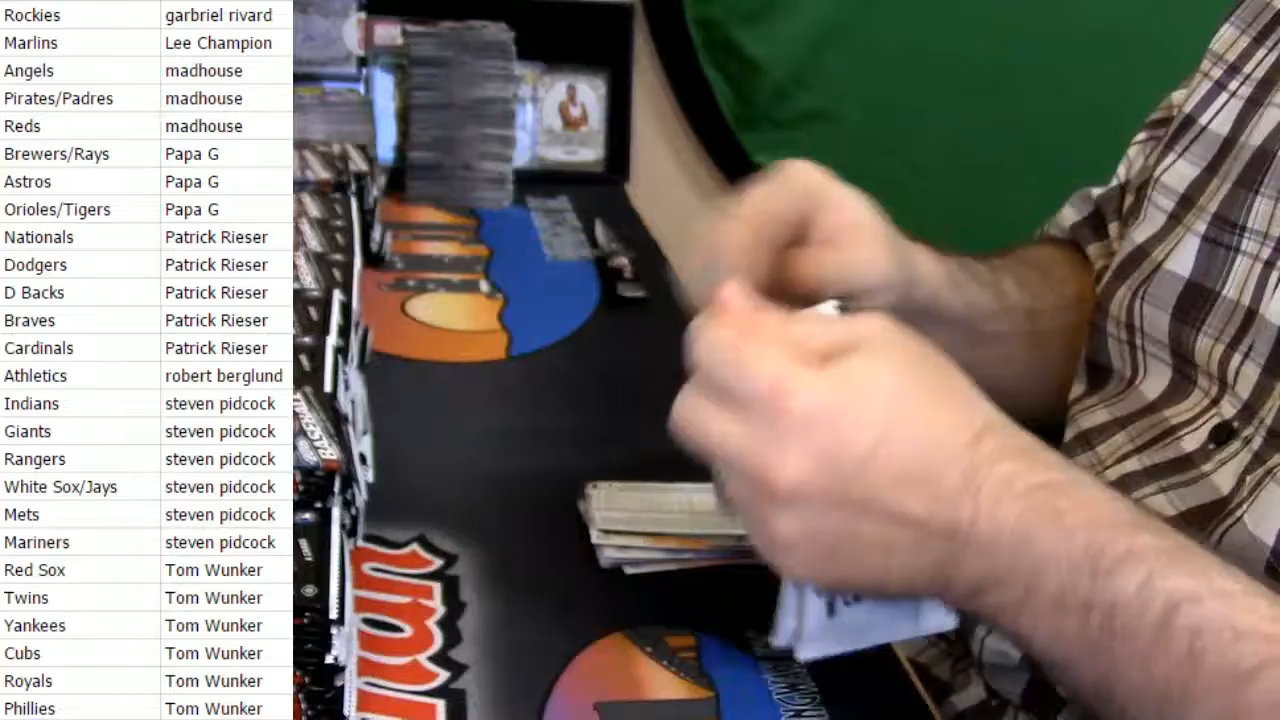 Rockies garbriel rivard
Marlins Lee Champion
Angels madhouse
Pirates/Padres madhouse
Reds madhouse
Brewers/Rays Papa G
Astros Papa G
Orioles/Tigers Papa G
Nationals Patrick Rieser
Dodgers Patrick Rieser
D Backs Patrick Rieser
Braves Patrick Rieser
Cardinals Patrick Rieser
Athletics robert berglund
Indians steven pidcock
Giants steven pidcock
Rangers steven pidcock
White Sox/Jays steven pidcock
Mets steven pidcock
Mariners steven pidcock
Red Sox Tom Wunker
Twins Tom Wunker
Yankees Tom Wunker
Cubs Tom Wunker
Royals Tom Wunker
Phillies Tom Wunker